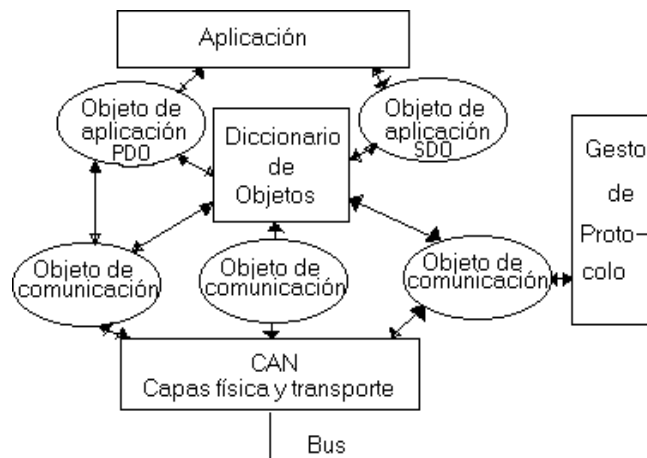 Aplicación
Objeto de
aplicación
PDO
Objeto de
aplicación
SDO
Diccionario
de
Objetos
Gesto
de
Proto-
colo
Objeto de
comunicación
Objeto de
comunicación
Objeto de
comunicación
CAN
Capas física y transporte
Bus